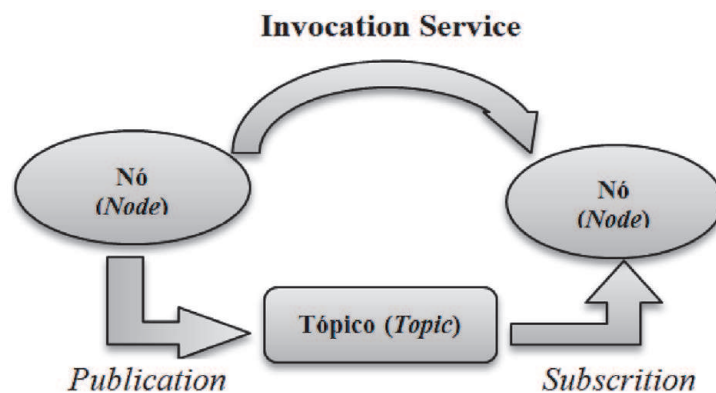 Invocation Service
Nó
(Node)
Nó
(Node)
Tópico (Topic)
Publication
Subscrition